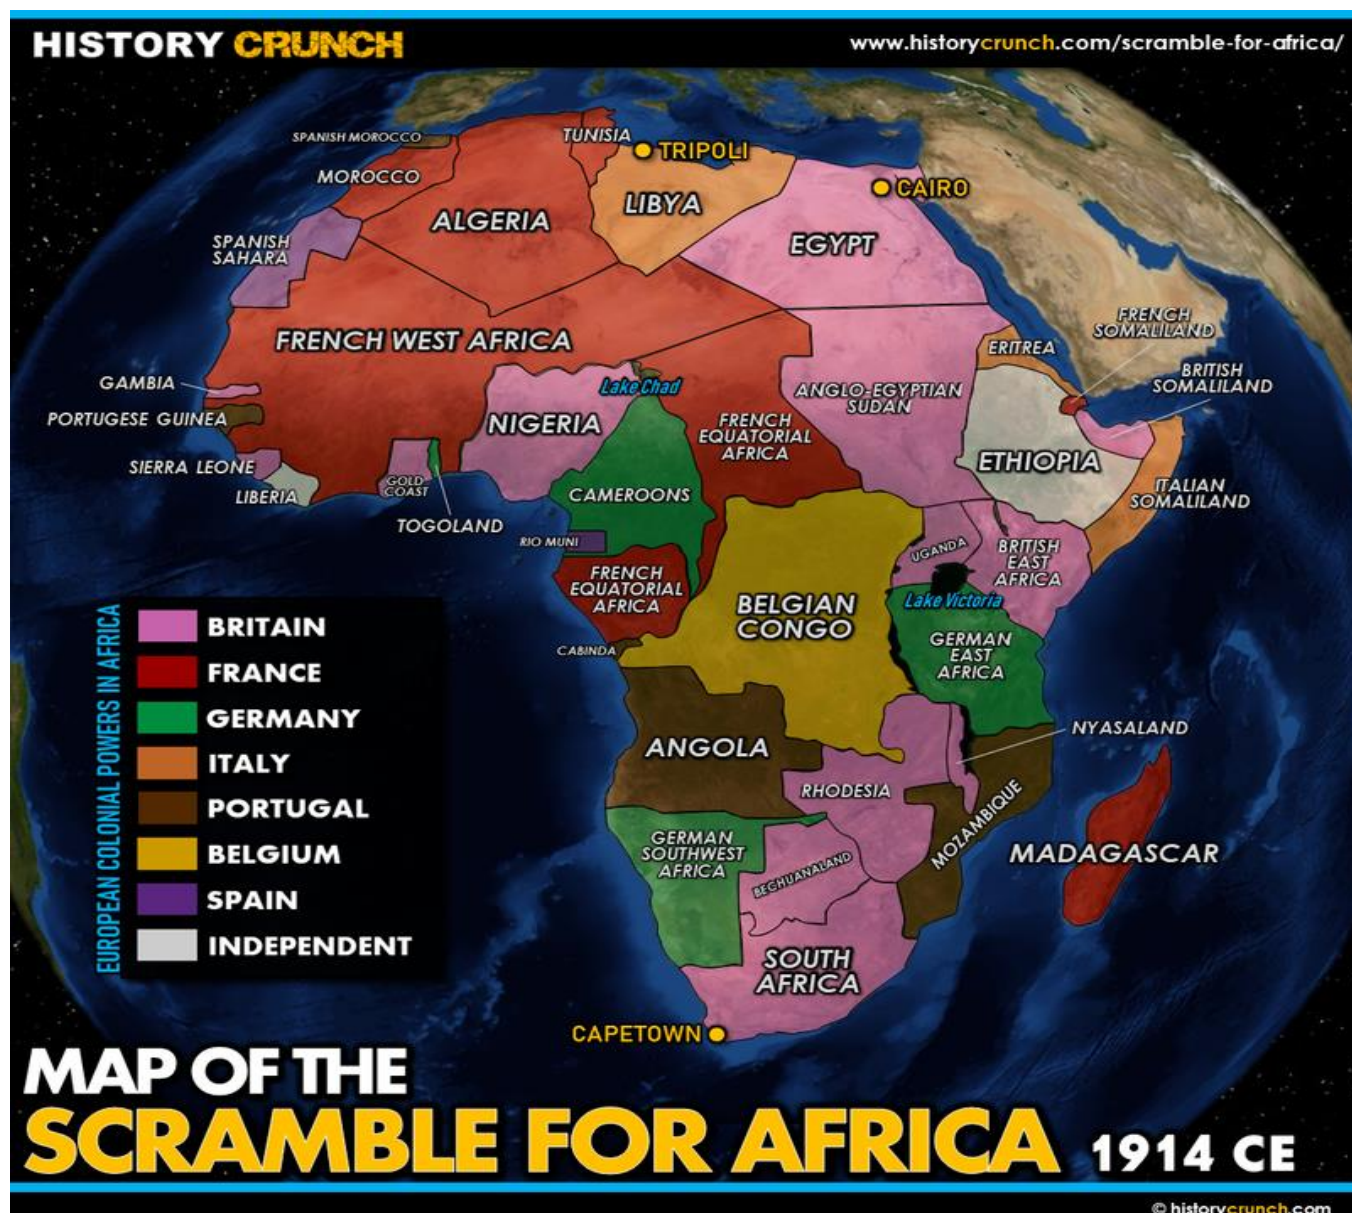 HISTORY CRUNCH
www.historycrunch.com/scramble-for-africa/
SPANISH MOROCCO
TUNISIA
TRIPOLI
MOROCCO
CAIRO
LIBYA
ALGERIA
SPANISH
SAHARA
EGYPT
FRENCH
SOMALILAND
FRENCH WEST AFRICA
ERITREA
BRITISH
SOMALILAND
GAMBIA
Lake Chad
ANGLO-EGYPTIAN
SUDAN
PORTUGESE GUINEA
NIGERIA
FRENCH
EQUATORIAL
AFRICA
ETHIOPIA
SIERRA LEONE
GOLD
COAST
LIBERIA
CAMEROONS
ITALIAN
SOMALILAND
TOGOLAND
RIO MUNI
UGANDA
BRITISH
EAST
AFRICA
FRENCH
EQUATORIAL
AFRICA
BELGIAN
CONGO
Lake Victoria
GERMAN
EAST
AFRICA
CABINDA
EUROPEAN COLONIAL POWERS IN AFRICA
BRITAIN
FRANCE
GERMANY
ITALY
PORTUGAL
BELGIUM
SPAIN
INDEPENDENT
ANGOLA
NYASALAND
RHODESIA
MOZAMBIQUE
GERMAN
SOUTHWEST
AFRICA
BECHUANALAND
MADAGASCAR
SOUTH
AFRICA
CAPETOWN
MAP OF THE
SCRAMBLE FOR AFRICA 1914 CE
© historycrunch.com